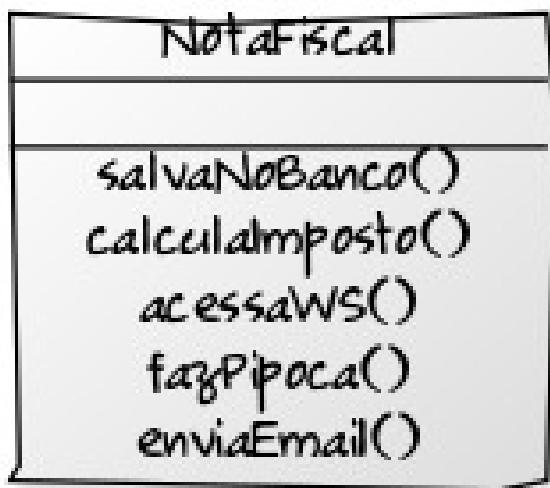 NotaFiscal
salvaNoBanco()
calculaImposto()
acessaWS()
fazPipoca()
enviaEmail()